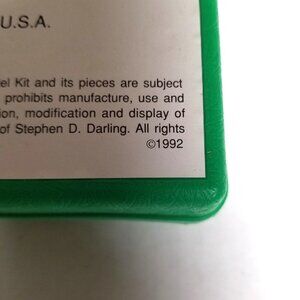 U.S.A.
el Kit and its pieces are subject
prohibits manufacture, use and
ion, modification and display of
of Stephen D. Darling. All rights
©1992